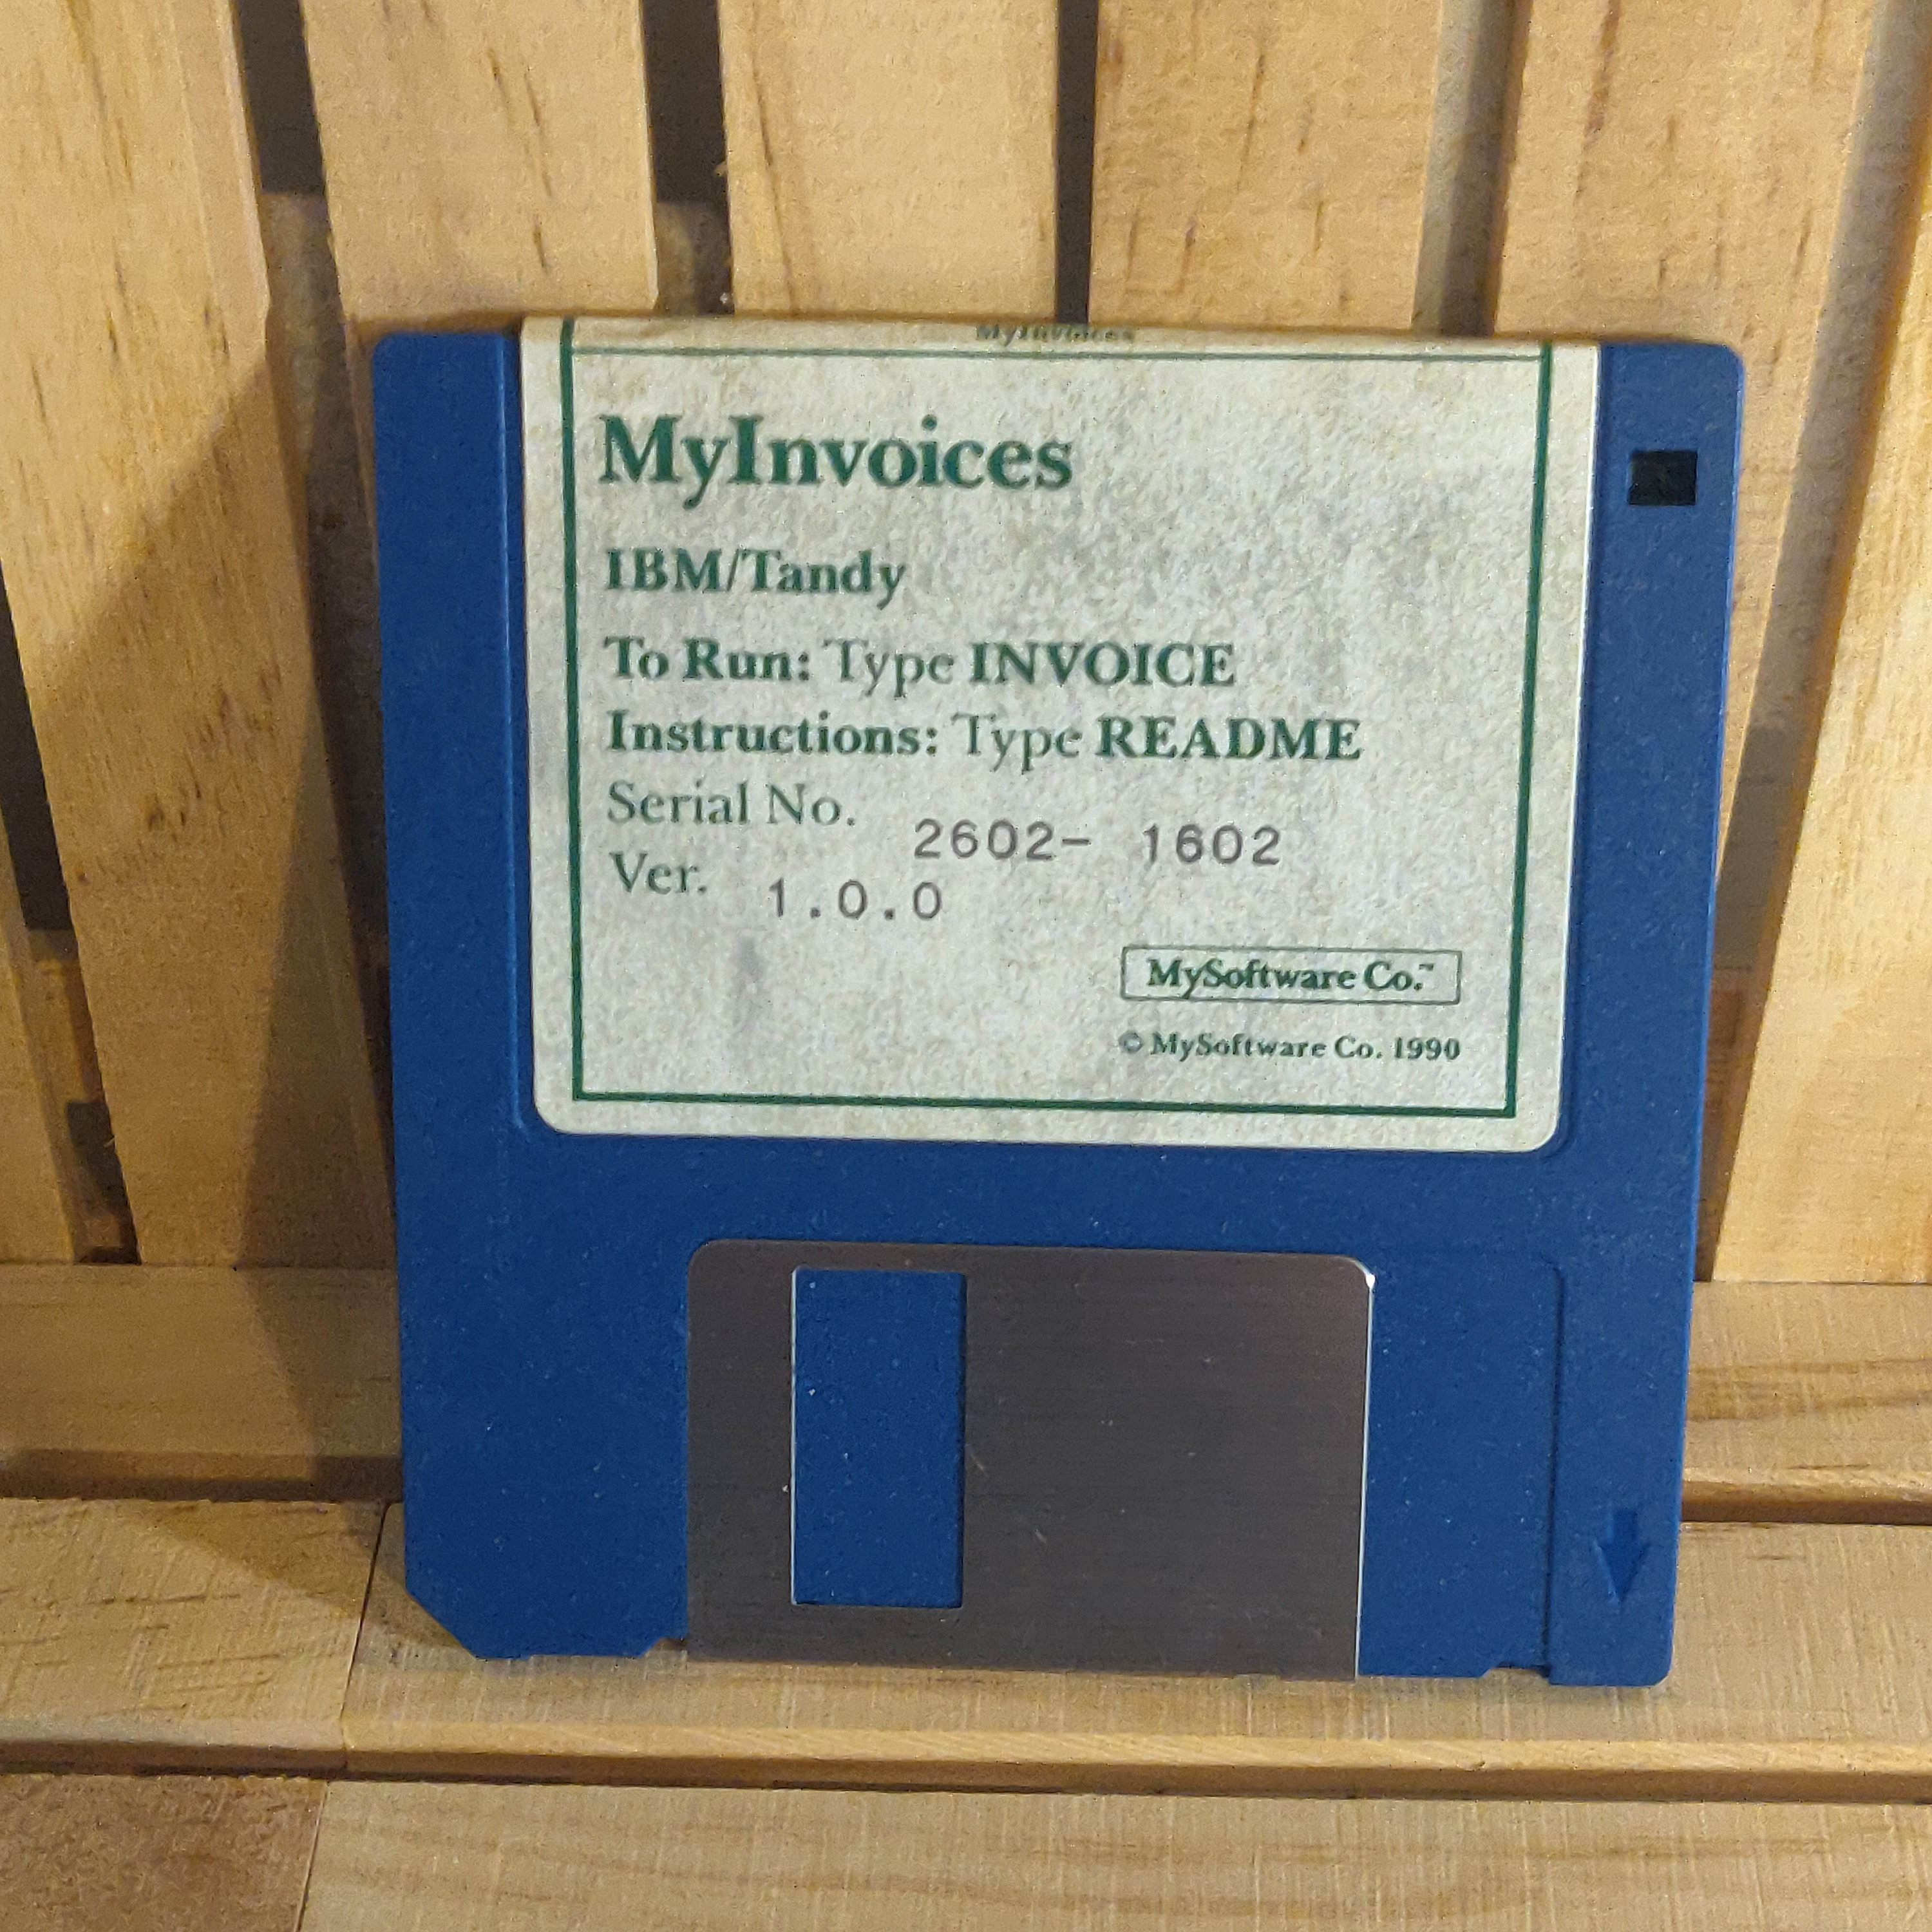 MyInvoices
MyInvoices
IBM/Tandy
To Run: Type INVOICE
Instructions: Type README
Serial No. 2602- 1602
Ver. 1.0.0
MySoftware Co.™
© MySoftware Co. 1990